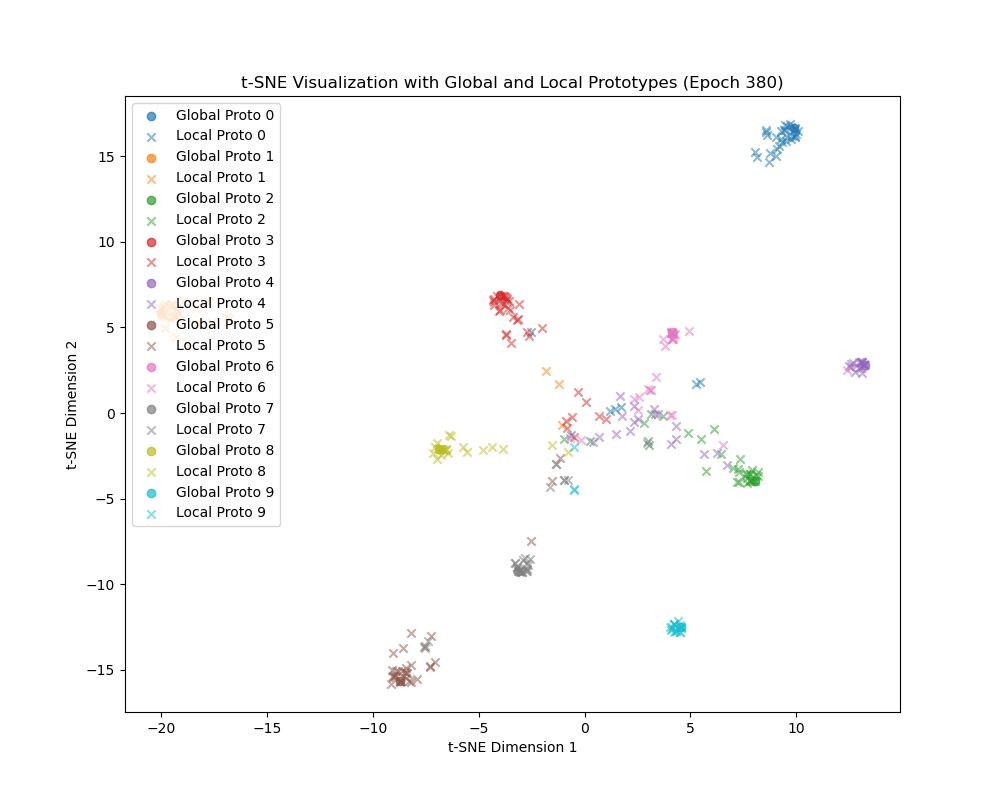 t-SNE Visualization with Global and Local Prototypes (Epoch 380)
Global Proto 0
Local Proto 0
Global Proto 1
Local Proto 1
Global Proto 2
Local Proto 2
Global Proto 3
Local Proto 3
Global Proto 4
Local Proto 4
Global Proto 5
Local Proto 5
Global Proto 6
Local Proto 6
Global Proto 7
Local Proto 7
Global Proto 8
Local Proto 8
Global Proto 9
Local Proto 9
t-SNE Dimension 2
15
10
5
0
−5
−10
−15
−20 −15 −10 −5 0 5 10
t-SNE Dimension 1